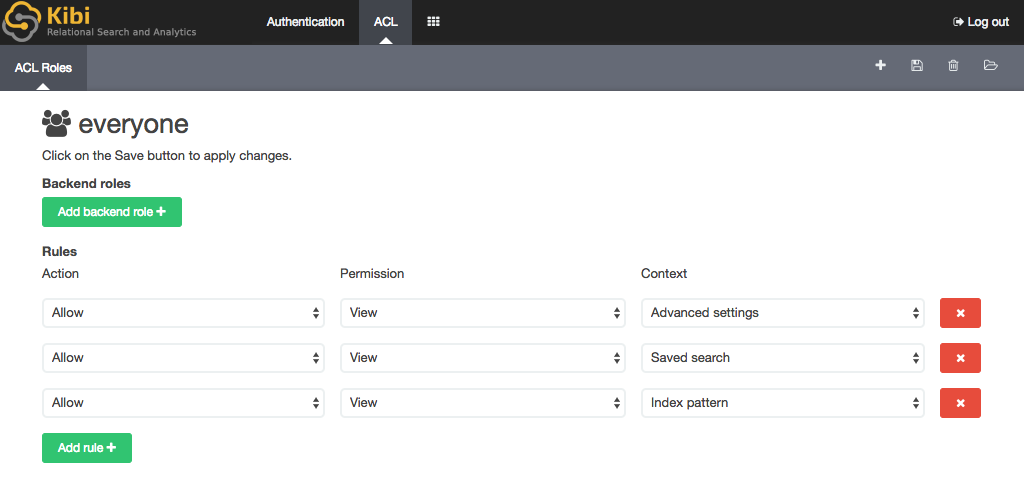 Kibi
Relational Search and Analytics
Authentication
ACL
Log out
ACL Roles
everyone
Click on the Save button to apply changes.
Backend roles
Add backend role
Rules
Action Permission Context
Allow View Advanced settings
Allow View Saved search
Allow View Index pattern
Add rule